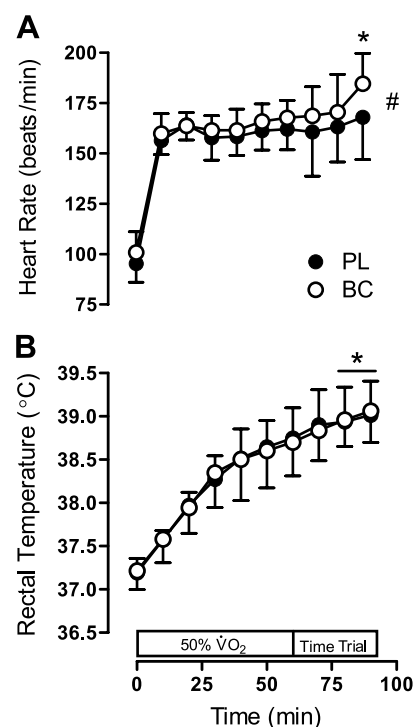 A
200
*
175
#
150
125
100
75
Heart Rate (beats/min)
PL
BC
B
*
39.5
39.0
38.5
38.0
37.5
37.0
36.5
Rectal Temperature (°C)
50% V̇O₂
Time Trial
0
25
50
75
100
Time (min)